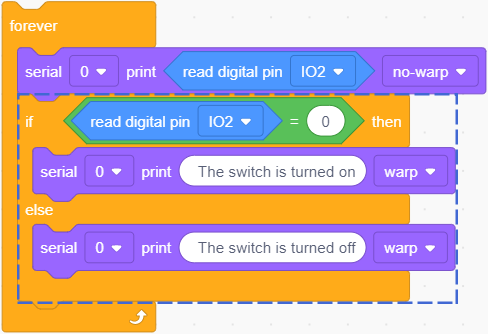 forever
serial 0 print read digital pin IO2 no-warp
if read digital pin IO2 = 0 then
serial 0 print The switch is turned on warp
else
serial 0 print The switch is turned off warp